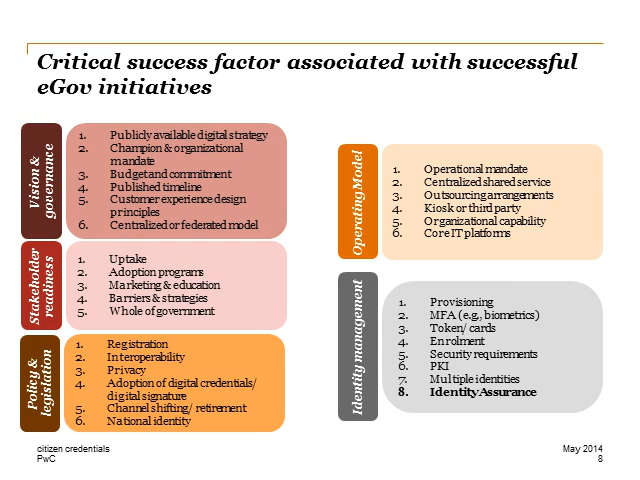 Critical success factor associated with successful
eGov initiatives
Vision &
governance
1. Publicly available digital strategy
2. Champion & organizational
mandate
3. Budget and commitment
4. Published timeline
5. Customer experience design
principles
6. Centralized or federated model
Stakeholder
readiness
1. Uptake
2. Adoption programs
3. Marketing & education
4. Barriers & strategies
5. Whole of government
Policy &
legislation
1. Registration
2. Interoperability
3. Privacy
4. Adoption of digital credentials/
digital signature
5. Channel shifting/ retirement
6. National identity
Operating Model
1. Operational mandate
2. Centralized shared service
3. Outsourcing arrangements
4. Kiosk or third party
5. Organizational capability
6. Core IT platforms
Identity management
1. Provisioning
2. MFA (e.g., biometrics)
3. Token/ cards
4. Enrolment
5. Security requirements
6. PKI
7. Multiple identities
8. Identity Assurance
citizen credentials
PwC
May 2014
8